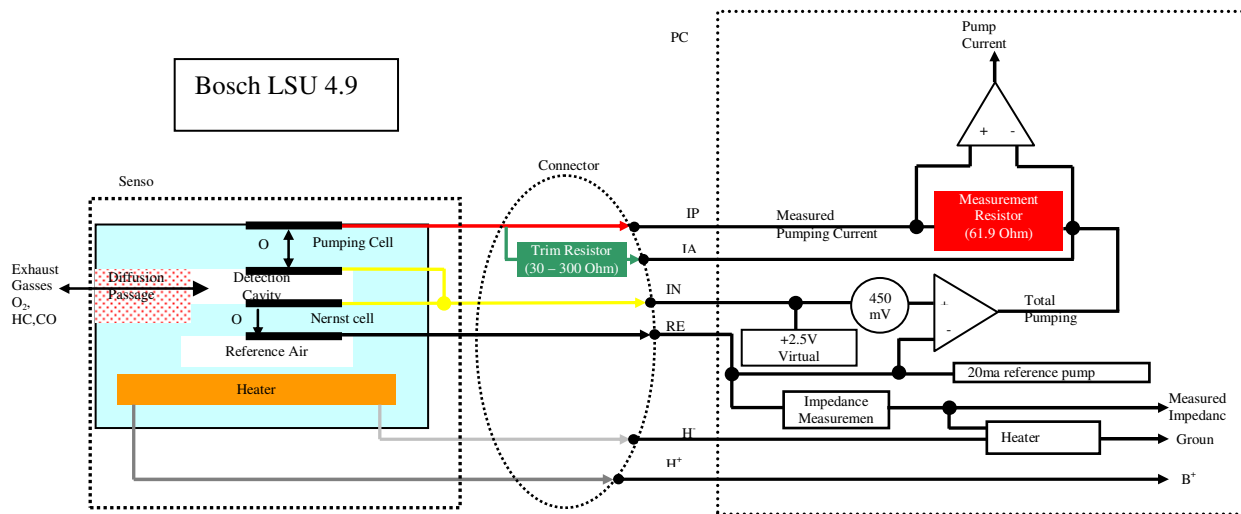 Bosch LSU 4.9
Senso
Connector
PC
Pump
Current
+ -
Exhaust
Gasses
O2,
HC,CO
Diffusion
Passage
O
Pumping Cell
Detection
Cavity
O
Nernst cell
Reference Air
Heater
Trim Resistor
(30 – 300 Ohm)
IP
IA
IN
RE
H-
H+
Measured
Pumping Current
Measurement
Resistor
(61.9 Ohm)
450
mV
+
-
Total
Pumping
+2.5V
Virtual
20ma reference pump
Impedance
Measuremen
Measured
Impedanc
Heater
Groun
B+